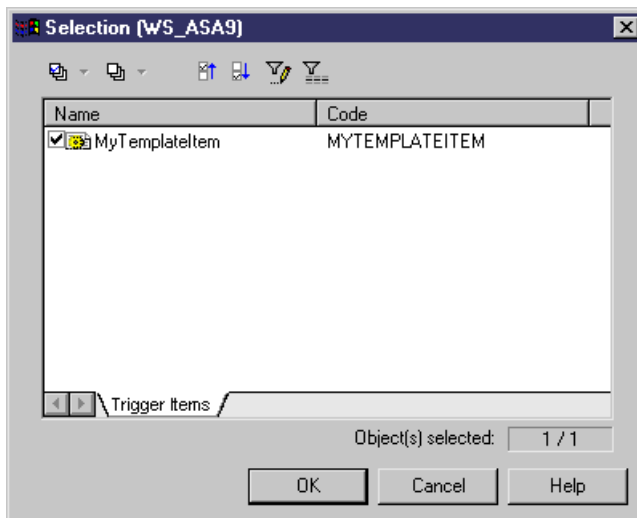 Selection (WS_ASA9)
Name Code
MyTemplateItem MYTEMPLATEITEM
Trigger Items
Object(s) selected: 1 / 1
OK Cancel Help